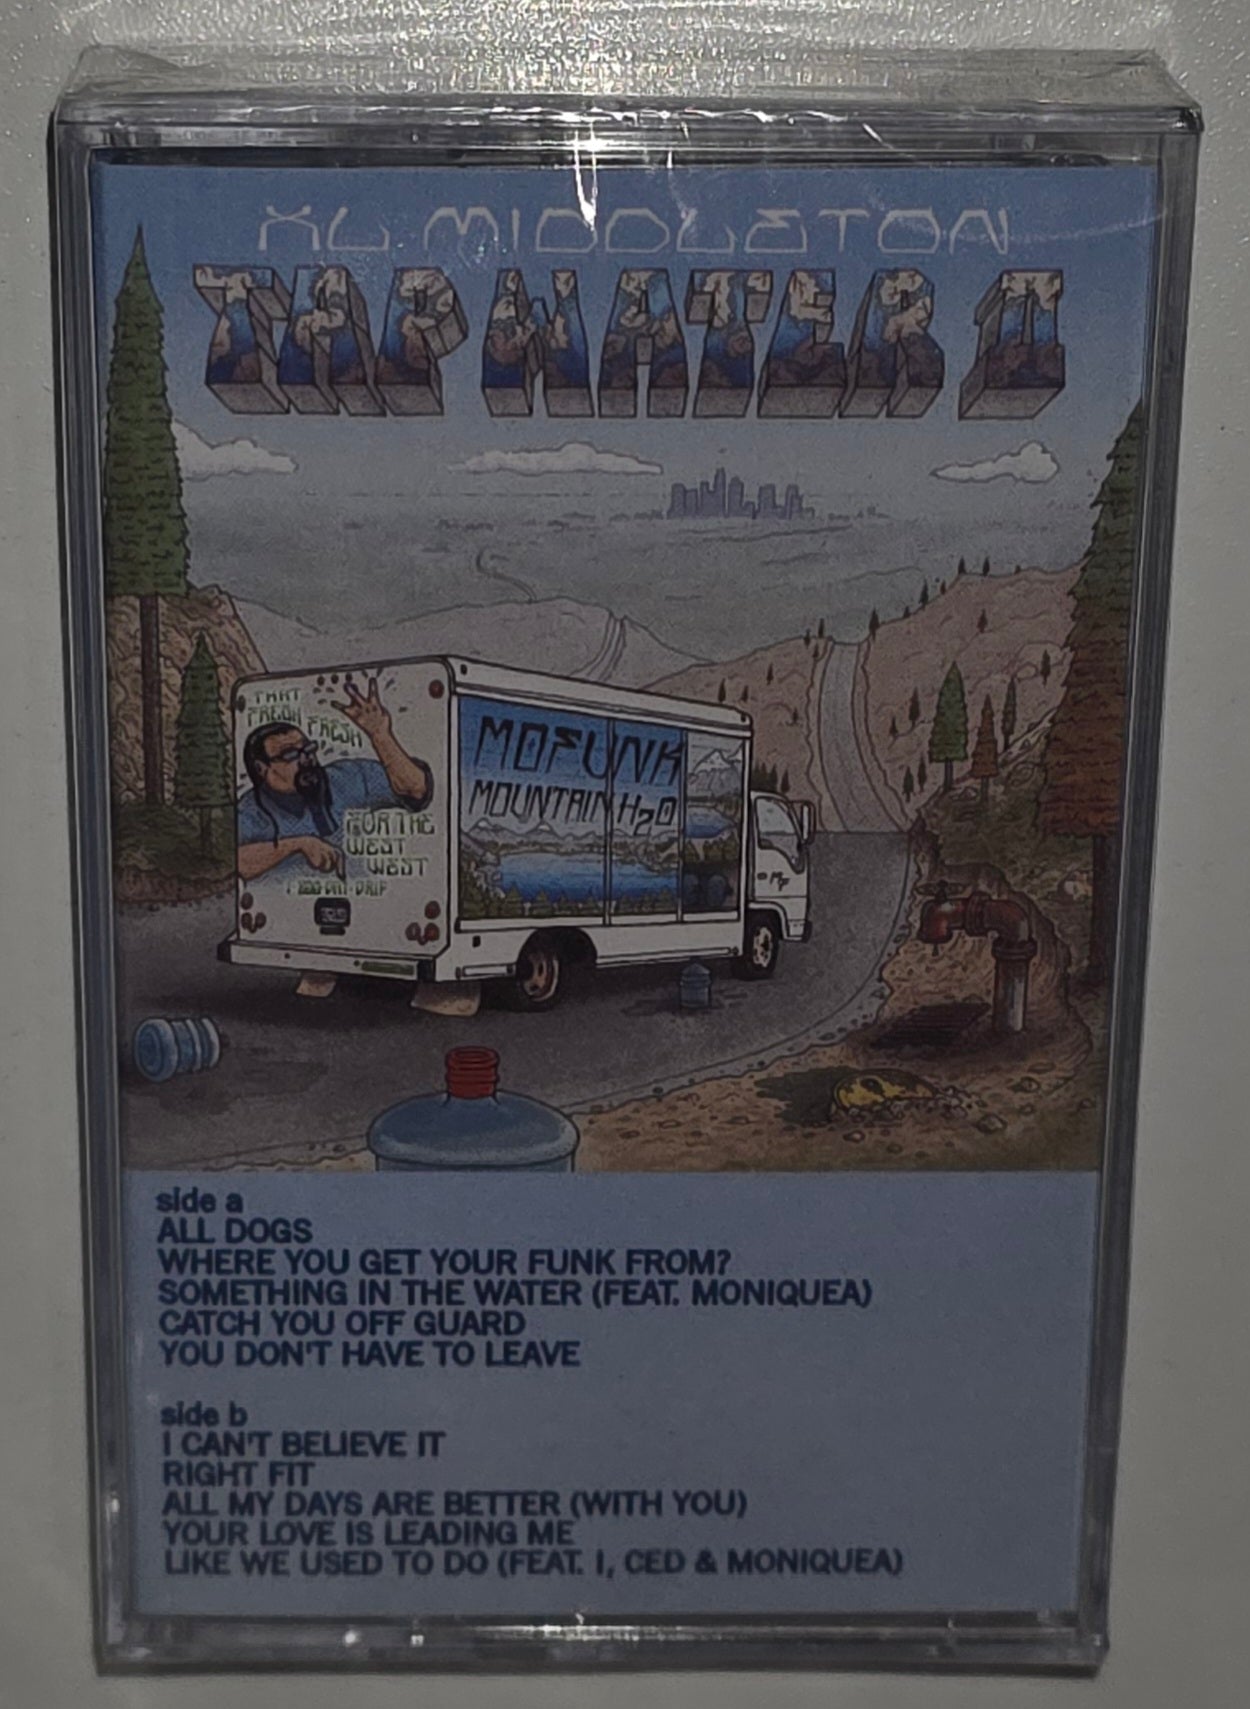 XL MIDDLETON
TAP WATER II
THAT
FRESH FRESH
FOR THE
WEST
WEST
MOFUNK
MOUNTAIN H2O
side a
ALL DOGS
WHERE YOU GET YOUR FUNK FROM?
SOMETHING IN THE WATER (FEAT. MONIQUEA)
CATCH YOU OFF GUARD
YOU DON'T HAVE TO LEAVE
side b
I CAN'T BELIEVE IT
RIGHT FIT
ALL MY DAYS ARE BETTER (WITH YOU)
YOUR LOVE IS LEADING ME
LIKE WE USED TO DO (FEAT. I, CED & MONIQUEA)